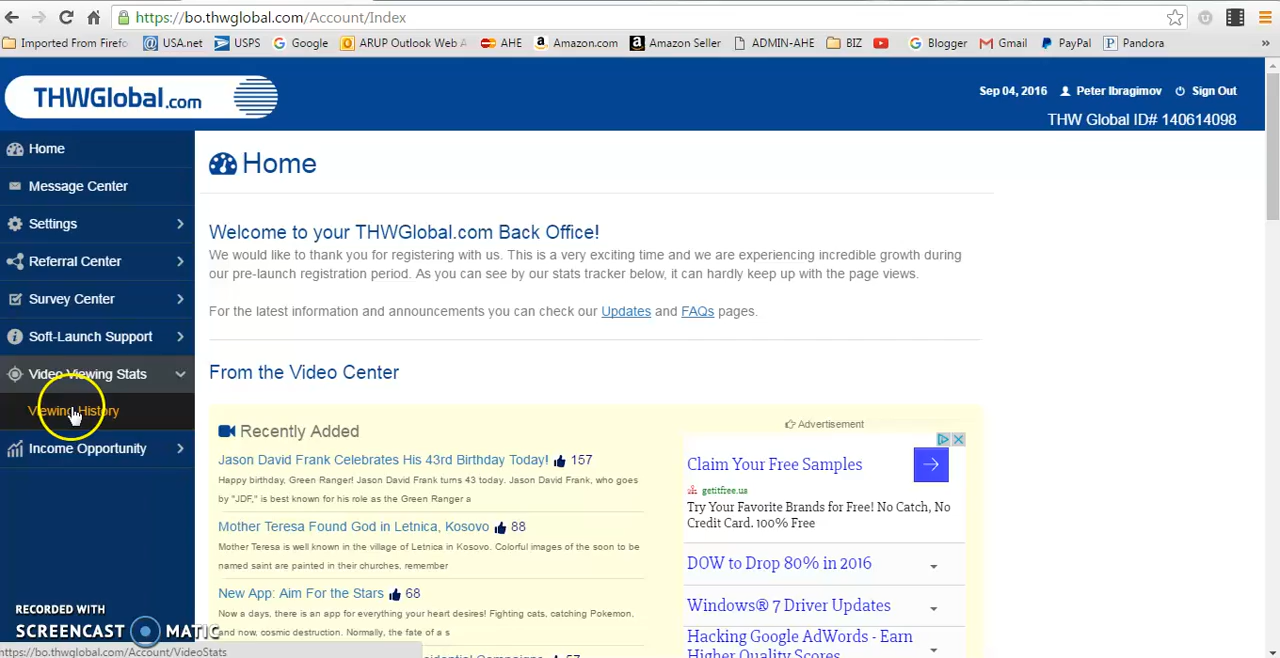 https://bo.thwglobal.com/Account/Index
Imported From Firefo USA.net USPS Google ARUP Outlook Web A AHE Amazon.com Amazon Seller ADMIN-AHE BIZ Blogger Gmail PayPal Pandora »
THWGlobal.com
Sep 04, 2016 Peter Ibragimov Sign Out
THW Global ID# 140614098
Home
Message Center
Settings
Referral Center
Survey Center
Soft-Launch Support
Video Viewing Stats
Viewing History
Income Opportunity
Home
Welcome to your THWGlobal.com Back Office!
We would like to thank you for registering with us. This is a very exciting time and we are experiencing incredible growth during
our pre-launch registration period. As you can see by our stats tracker below, it can hardly keep up with the page views.
For the latest information and announcements you can check our Updates and FAQs pages.
From the Video Center
Recently Added
Jason David Frank Celebrates His 43rd Birthday Today! 157
Happy birthday, Green Ranger! Jason David Frank turns 43 today. Jason David Frank, who goes
by "JDF," is best known for his role as the Green Ranger a
Mother Teresa Found God in Letnica, Kosovo 88
Mother Teresa is well known in the village of Letnica in Kosovo. Colorful images of the soon to be
named saint are painted in their churches, remember
New App: Aim For the Stars 68
Now a days, there is an app for everything your heart desires! Fighting cats, catching Pokemon,
and now, cosmic destruction. Normally, the fate of a s
Advertisement
Claim Your Free Samples
getitfree.us
Try Your Favorite Brands for Free! No Catch, No
Credit Card. 100% Free
DOW to Drop 80% in 2016
Windows® 7 Driver Updates
Hacking Google AdWords - Earn
Higher Quality Scores
RECORDED WITH
SCREENCAST MATIC
https://bo.thwglobal.com/Account/VideoStats